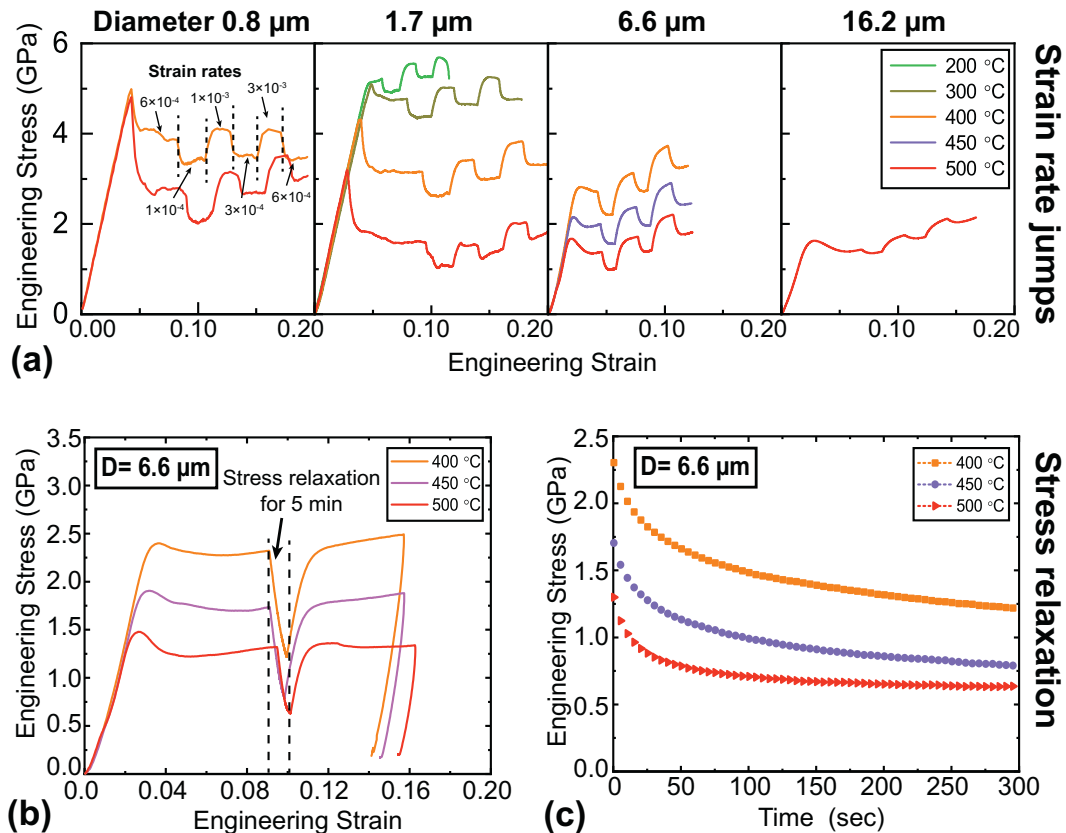 Diameter 0.8 µm
1.7 µm
6.6 µm
16.2 µm
Engineering Stress (GPa)
6
4
2
0
Strain rates
6×10-4
1×10-3
3×10-3
1×10-4
3×10-4
6×10-4
200 °C
300 °C
400 °C
450 °C
500 °C
0.00
0.10
0.20
0.10
0.20
0.10
0.20
0.10
0.20
Engineering Strain
(a)
Strain rate jumps
Engineering Stress (GPa)
3.5
3.0
2.5
2.0
1.5
1.0
0.5
0.0
D= 6.6 µm
Stress relaxation
for 5 min
400 °C
450 °C
500 °C
0.00
0.04
0.08
0.12
0.16
0.20
Engineering Strain
(b)
Engineering Stress (GPa)
2.5
2.0
1.5
1.0
0.5
0.0
D= 6.6 µm
400 °C
450 °C
500 °C
0
50
100
150
200
250
300
Time (sec)
(c)
Stress relaxation